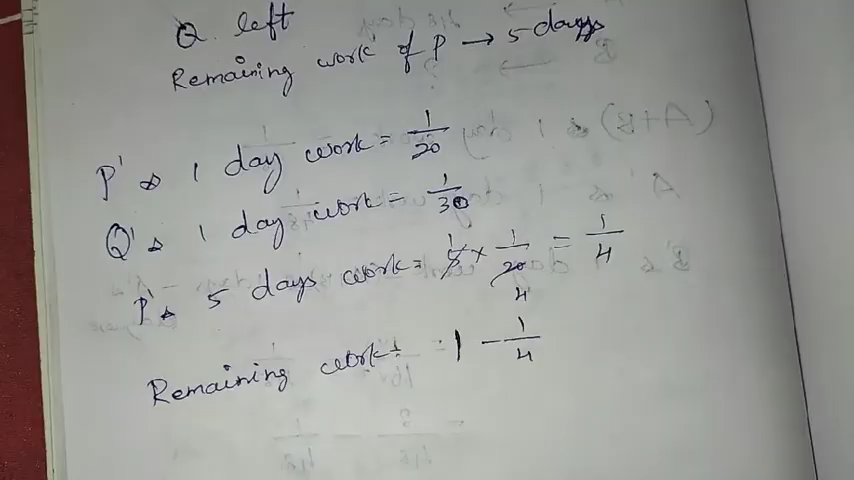 Q left
Remaining work of P → 5 days
P's 1 day work = 1/20
Q's 1 day work = 1/30
P's 5 days work = 5 × 1/20 = 1/4
Remaining work: 1 - 1/4